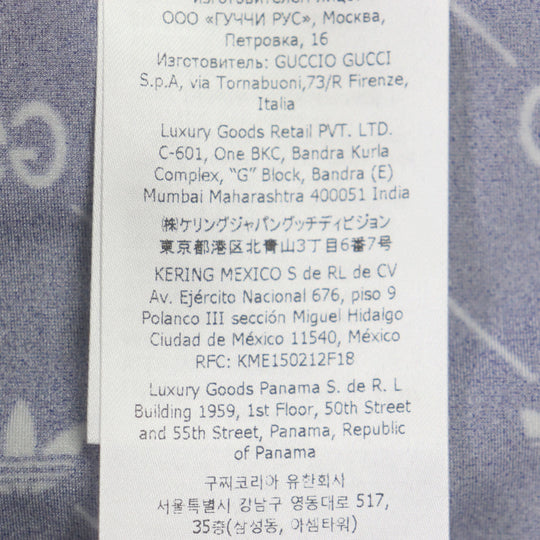 ООО «ГУЧЧИ РУС», Москва,
Петровка, 16
Изготовитель: GUCCIO GUCCI
S.p.A, via Tornabuoni,73/R Firenze,
Italia
Luxury Goods Retail PVT. LTD.
C-601, One BKC, Bandra Kurla
Complex, “G” Block, Bandra (E)
Mumbai Maharashtra 400051 India
㈱ケリングジャパングッチディビジョン
東京都港区北青山3丁目6番7号
KERING MEXICO S de RL de CV
Av. Ejército Nacional 676, piso 9
Polanco III sección Miguel Hidalgo
Ciudad de México 11540, México
RFC: KME150212F18
Luxury Goods Panama S. de R. L
Building 1959, 1st Floor, 50th Street
and 55th Street, Panama, Republic
of Panama
구찌코리아 유한회사
서울특별시 강남구 영동대로 517,
35층(삼성동, 아셈타워)